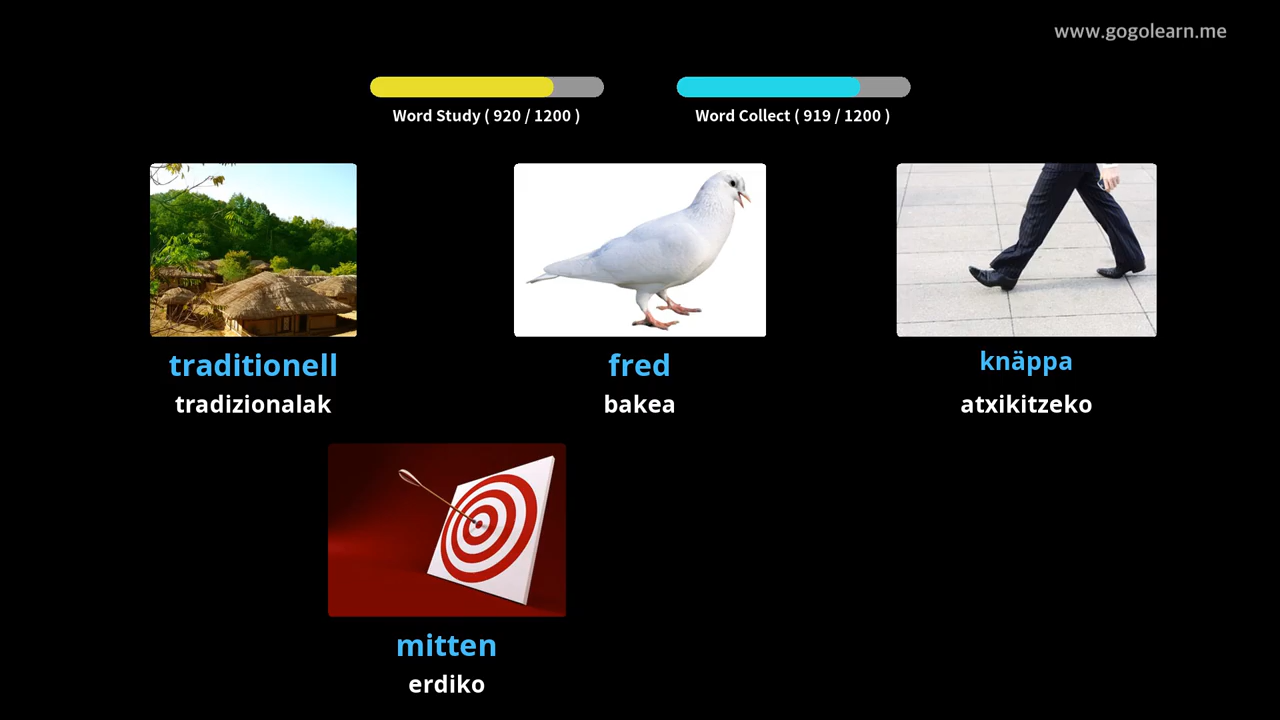 www.gogolearn.me
Word Study ( 920 / 1200 )
Word Collect ( 919 / 1200 )
traditionell
tradizionalak
fred
bakea
knäppa
atxikitzeko
mitten
erdiko